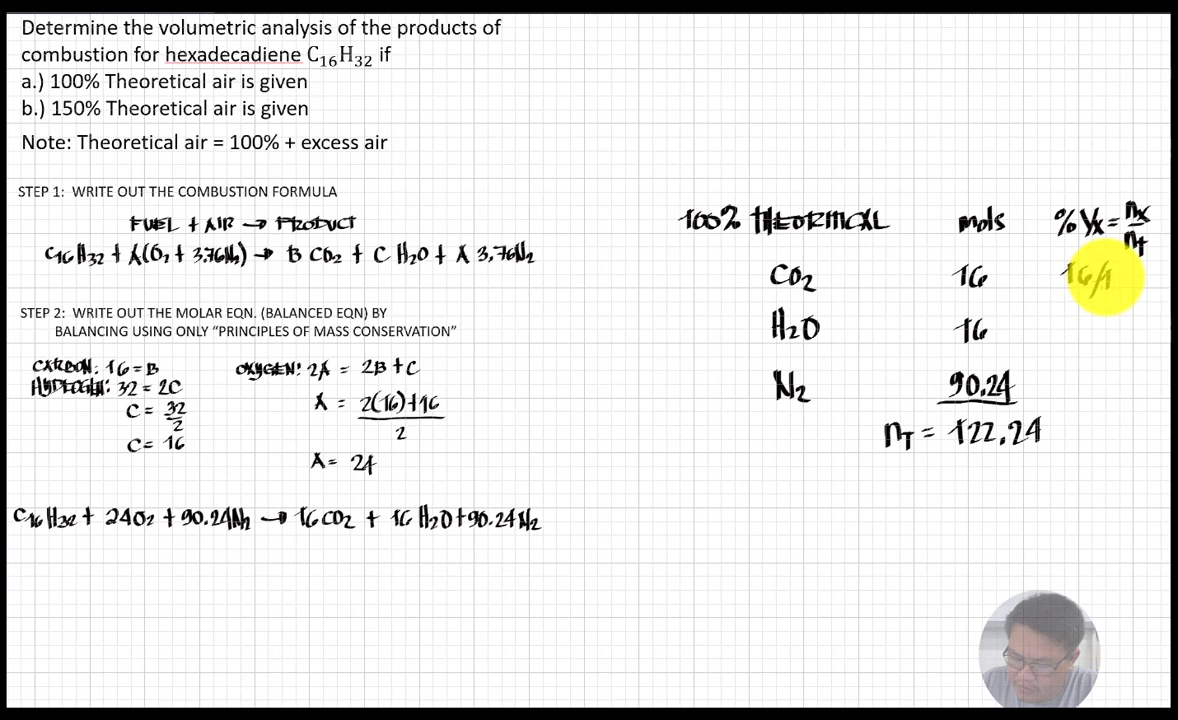 Determine the volumetric analysis of the products of
combustion for hexadecadiene C₁₆H₃₂ if
a.) 100% Theoretical air is given
b.) 150% Theoretical air is given
Note: Theoretical air = 100% + excess air
STEP 1: WRITE OUT THE COMBUSTION FORMULA
FUEL + AIR → PRODUCT
C₁₆H₃₂ + A(O₂ + 3.76N₂) → B CO₂ + C H₂O + A 3.76N₂
STEP 2: WRITE OUT THE MOLAR EQN. (BALANCED EQN) BY
BALANCING USING ONLY “PRINCIPLES OF MASS CONSERVATION”
CARBON: 16 = B
HYDROGEN: 32 = 2C
C = 32/2
C = 16
OXYGEN: 2A = 2B + C
A = 2(16)+16/2
A = 24
C₁₆H₃₂ + 24O₂ + 90.24N₂ → 16CO₂ + 16H₂O + 90.24N₂
100% THEORITICAL mols % Vx = nx/nT
CO₂ 16 16/1
H₂O 16
N₂ 90.24
nT = 122.24